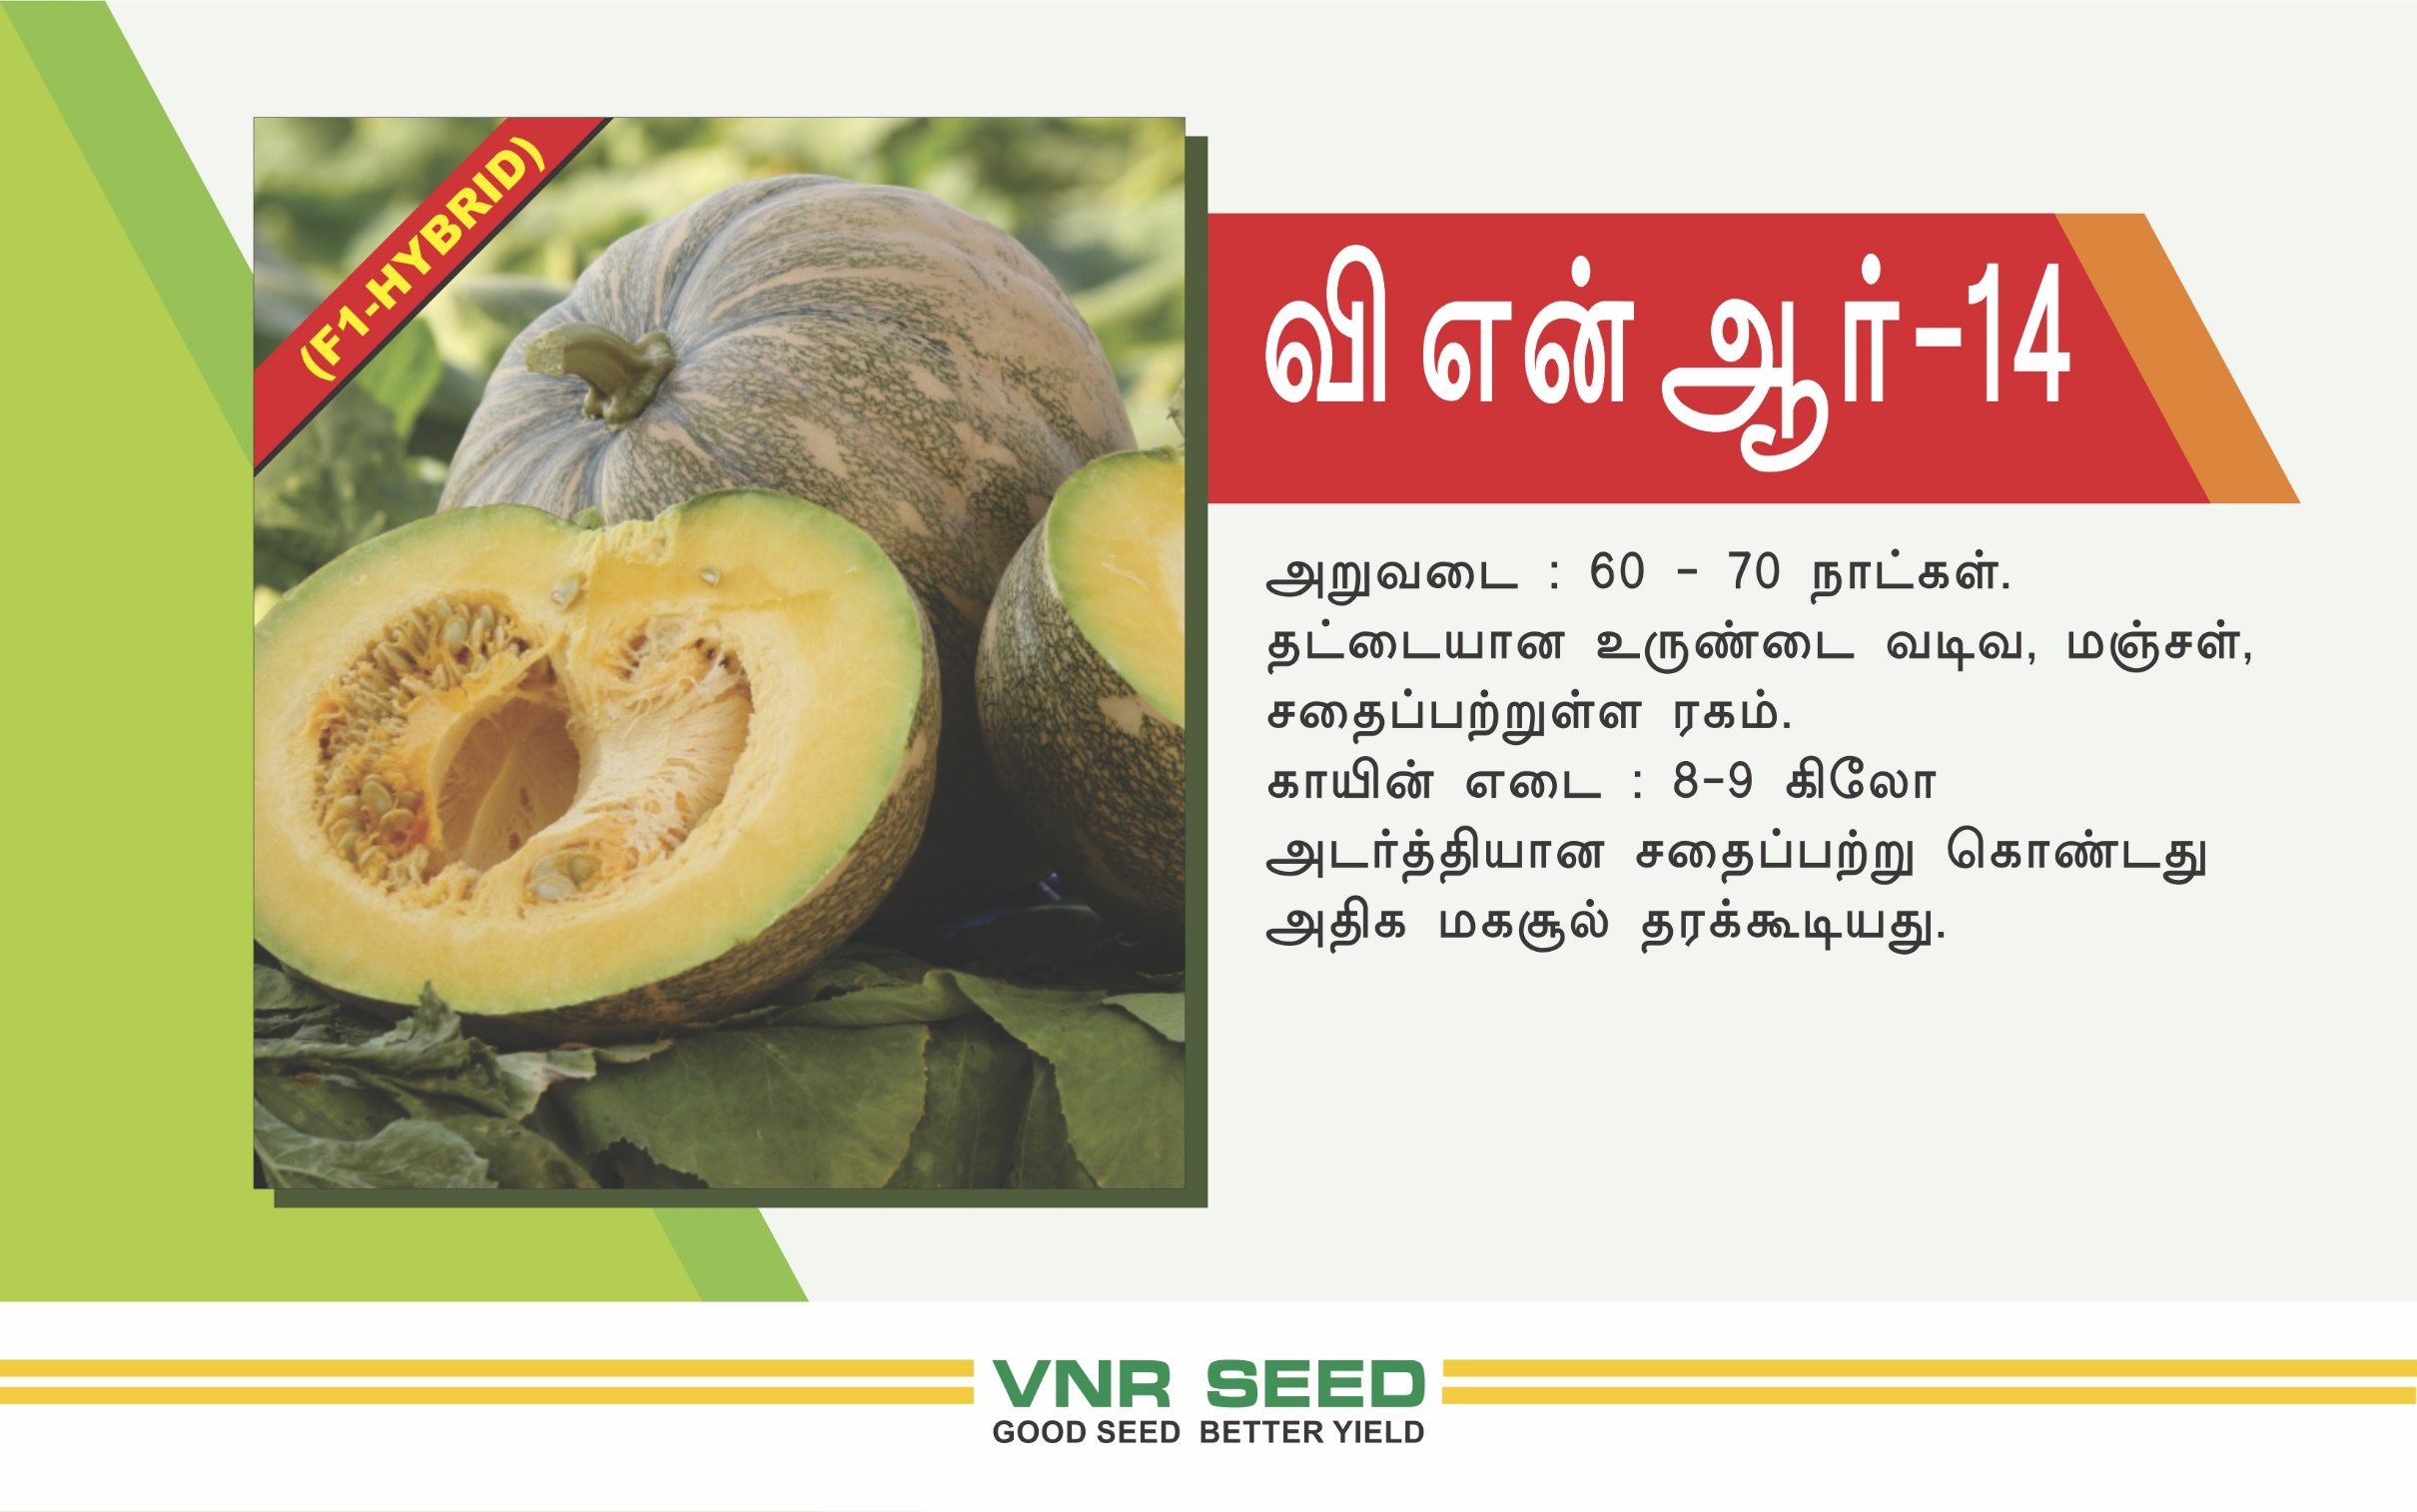 (F1-HYBRID))
வி என் ஆர்-14
அறுவடை : 60 - 70 நாட்கள்.
தட்டையான உருண்டை வடிவ, மஞ்சள்,
சதைப்பற்றுள்ள ரகம்.
காயின் எடை : 8-9 கிலோ
அடர்த்தியான சதைப்பற்று கொண்டது
அதிக மகசூல் தரக்கூடியது.
VNR SEED
GOOD SEED BETTER YIELD